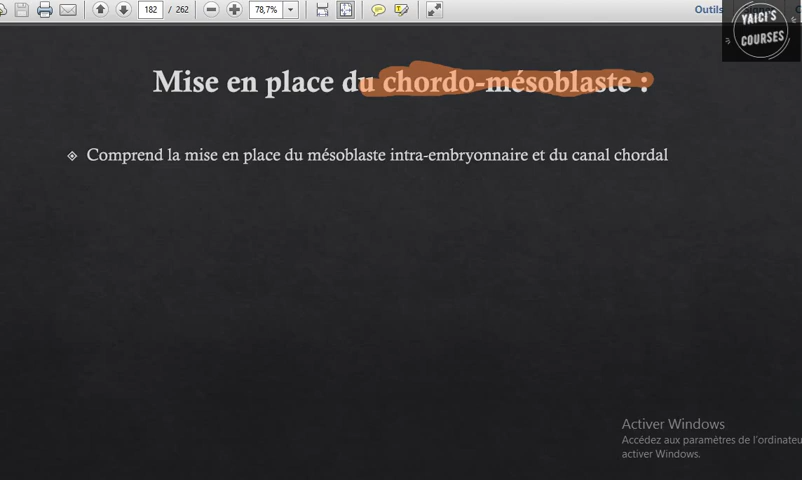 182 / 262 78,7% Outils
YAICI'S
COURSES
Mise en place du chordo-mésoblaste :
Comprend la mise en place du mésoblaste intra-embryonnaire et du canal chordal
Activer Windows
Accédez aux paramètres de l'ordinateu
activer Windows.